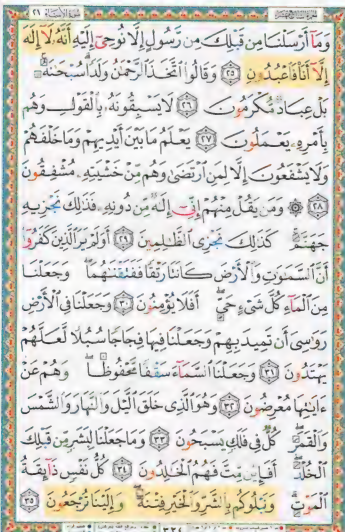 وَمَآ أَرْسَلْنَا مِن قَبْلِكَ مِن رَّسُولٍ إِلَّا نُوحِىٓ إِلَيْهِ أَنَّهُۥ لَآ إِلَٰهَ
إِلَّآ أَنَا۠ فَٱعْبُدُونِ ٢٥ وَقَالُوا۟ ٱتَّخَذَ ٱلرَّحْمَٰنُ وَلَدًا ۗ سُبْحَٰنَهُۥ ۚ
بَلْ عِبَادٌ مُّكْرَمُونَ ٢٦ لَا يَسْبِقُونَهُۥ بِٱلْقَوْلِ وَهُم
بِأَمْرِهِۦ يَعْمَلُونَ ٢٧ يَعْلَمُ مَا بَيْنَ أَيْدِيهِمْ وَمَا خَلْفَهُمْ
وَلَا يَشْفَعُونَ إِلَّا لِمَنِ ٱرْتَضَىٰ وَهُم مِّنْ خَشْيَتِهِۦ مُشْفِقُونَ
٢٨ ۞ وَمَن يَقُلْ مِنْهُمْ إِنِّىٓ إِلَٰهٌ مِّن دُونِهِۦ فَذَٰلِكَ نَجْزِيهِ
جَهَنَّمَ ۚ كَذَٰلِكَ نَجْزِى ٱلظَّٰلِمِينَ ٢٩ أَوَلَمْ يَرَ ٱلَّذِينَ كَفَرُوٓا۟
أَنَّ ٱلسَّمَٰوَٰتِ وَٱلْأَرْضَ كَانَتَا رَتْقًا فَفَتَقْنَٰهُمَا ۖ وَجَعَلْنَا
مِنَ ٱلْمَآءِ كُلَّ شَىْءٍ حَىٍّ ۖ أَفَلَا يُؤْمِنُونَ ٣٠ وَجَعَلْنَا فِى ٱلْأَرْضِ
رَوَٰسِىَ أَن تَمِيدَ بِهِمْ وَجَعَلْنَا فِيهَا فِجَاجًا سُبُلًا لَّعَلَّهُمْ
يَهْتَدُونَ ٣١ وَجَعَلْنَا ٱلسَّمَآءَ سَقْفًا مَّحْفُوظًا ۖ وَهُمْ عَنْ
ءَايَٰتِهَا مُعْرِضُونَ ٣٢ وَهُوَ ٱلَّذِى خَلَقَ ٱلَّيْلَ وَٱلنَّهَارَ وَٱلشَّمْسَ
وَٱلْقَمَرَ ۖ كُلٌّ فِى فَلَكٍ يَسْبَحُونَ ٣٣ وَمَا جَعَلْنَا لِبَشَرٍ مِّن قَبْلِكَ
ٱلْخُلْدَ ۖ أَفَإِي۟ن مِّتَّ فَهُمُ ٱلْخَٰلِدُونَ ٣٤ كُلُّ نَفْسٍ ذَآئِقَةُ
ٱلْمَوْتِ ۗ وَنَبْلُوكُم بِٱلشَّرِّ وَٱلْخَيْرِ فِتْنَةً ۖ وَإِلَيْنَا تُرْجَعُونَ ٣٥
٣٢٤